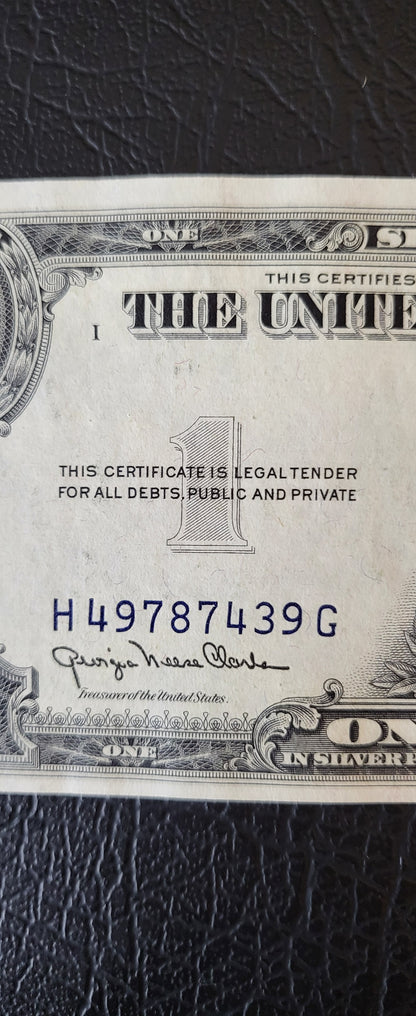 ONE
THIS CERTIFIES
THE UNITE
I
1
THIS CERTIFICATE IS LEGAL TENDER
FOR ALL DEBTS, PUBLIC AND PRIVATE
H 49787439 G
Georgia Neese Clark
Treasurer of the United States.
ONE
ON
IN SILVER P